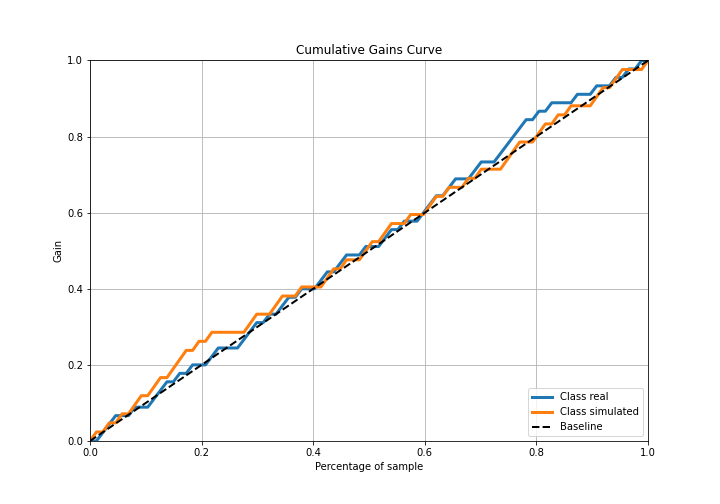 Cumulative Gains Curve
1.0
0.8
0.6
0.4
0.2
0.0
Gain
0.0 0.2 0.4 0.6 0.8 1.0
Percentage of sample
Class real
Class simulated
Baseline